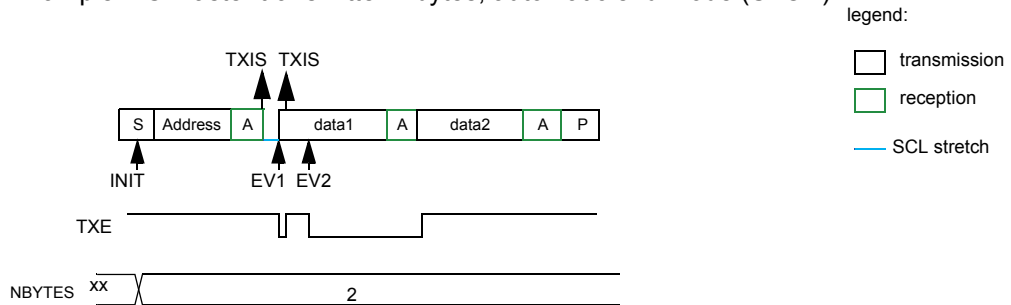 legend:
TXIS TXIS
transmission
reception
S Address A data1 A data2 A P
SCL stretch
INIT EV1 EV2
TXE
NBYTES xx 2